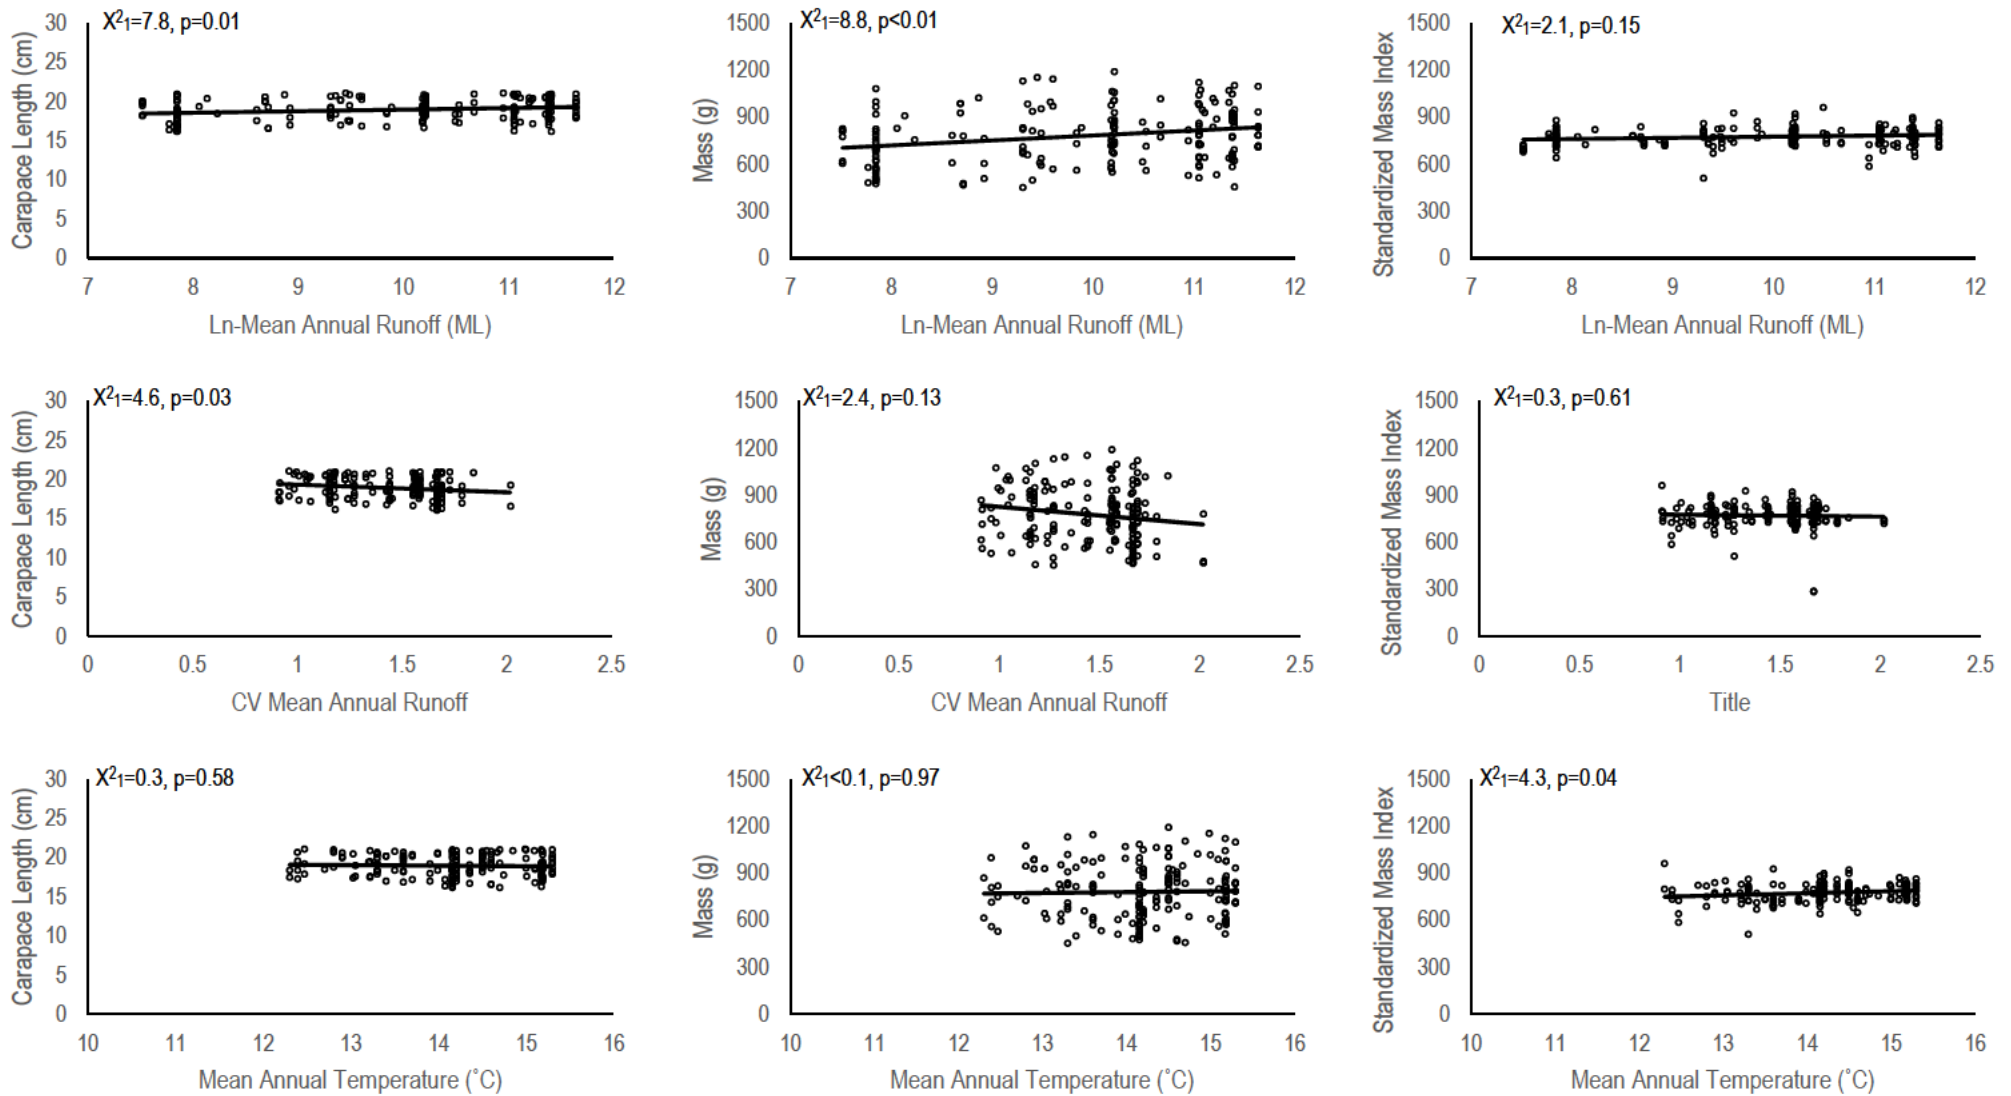 X²₁=7.8, p=0.01
30
25
20
15
10
5
0
Carapace Length (cm)
7 8 9 10 11 12
Ln-Mean Annual Runoff (ML)
X²₁=8.8, p<0.01
1500
1200
900
600
300
0
Mass (g)
7 8 9 10 11 12
Ln-Mean Annual Runoff (ML)
X²₁=2.1, p=0.15
1500
1200
900
600
300
0
Standardized Mass Index
7 8 9 10 11 12
Ln-Mean Annual Runoff (ML)
X²₁=4.6, p=0.03
30
25
20
15
10
5
0
Carapace Length (cm)
0 0.5 1 1.5 2 2.5
CV Mean Annual Runoff
X²₁=2.4, p=0.13
1500
1200
900
600
300
0
Mass (g)
0 0.5 1 1.5 2 2.5
CV Mean Annual Runoff
X²₁=0.3, p=0.61
1500
1200
900
600
300
0
Standardized Mass Index
0 0.5 1 1.5 2 2.5
Title
X²₁=0.3, p=0.58
30
25
20
15
10
5
0
Carapace Length (cm)
10 11 12 13 14 15 16
Mean Annual Temperature (˚C)
X²₁<0.1, p=0.97
1500
1200
900
600
300
0
Mass (g)
10 11 12 13 14 15 16
Mean Annual Temperature (˚C)
X²₁=4.3, p=0.04
1500
1200
900
600
300
0
Standardized Mass Index
10 11 12 13 14 15 16
Mean Annual Temperature (˚C)